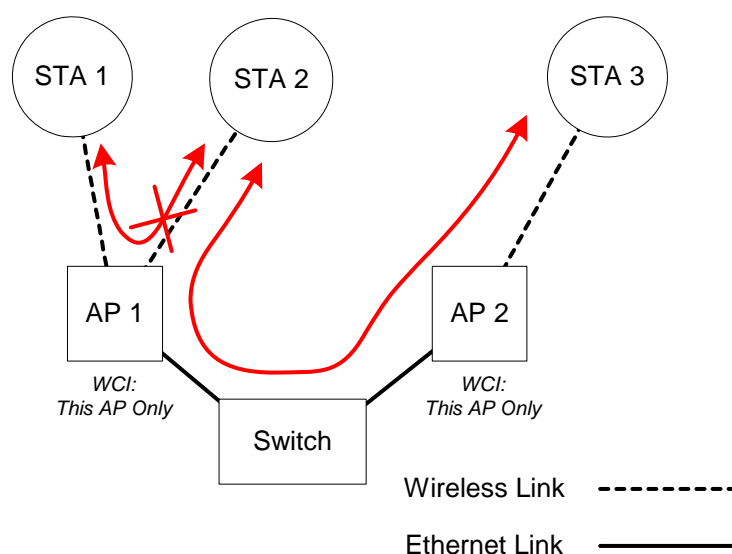 STA 1
STA 2
STA 3
AP 1
AP 2
WCI:
This AP Only
WCI:
This AP Only
Switch
Wireless Link
Ethernet Link